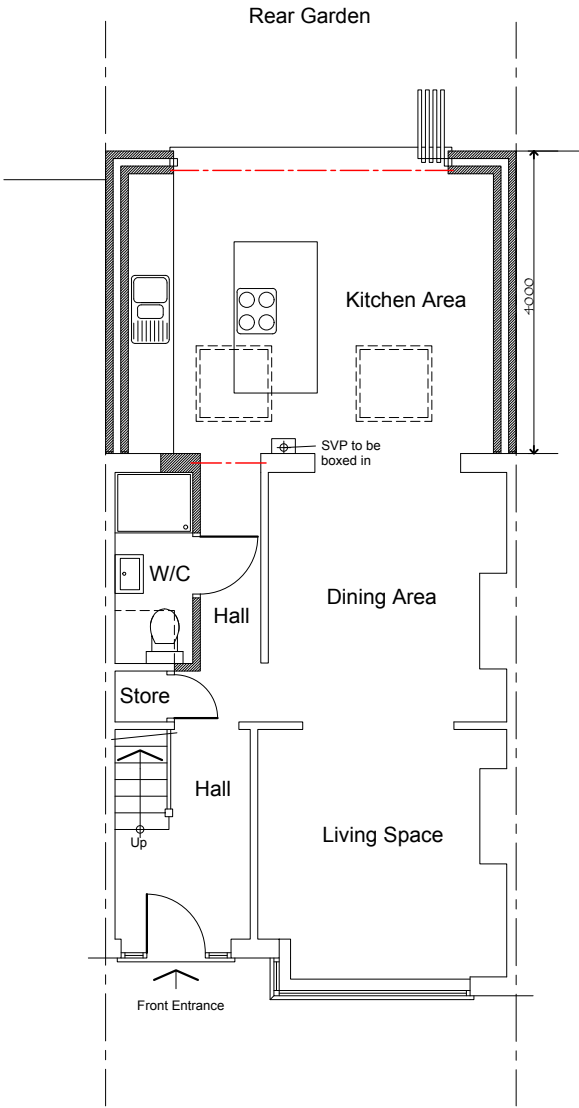 Rear Garden
Kitchen Area
4000
SVP to be
boxed in
W/C
Dining Area
Hall
Store
Hall
Living Space
Up
Front Entrance